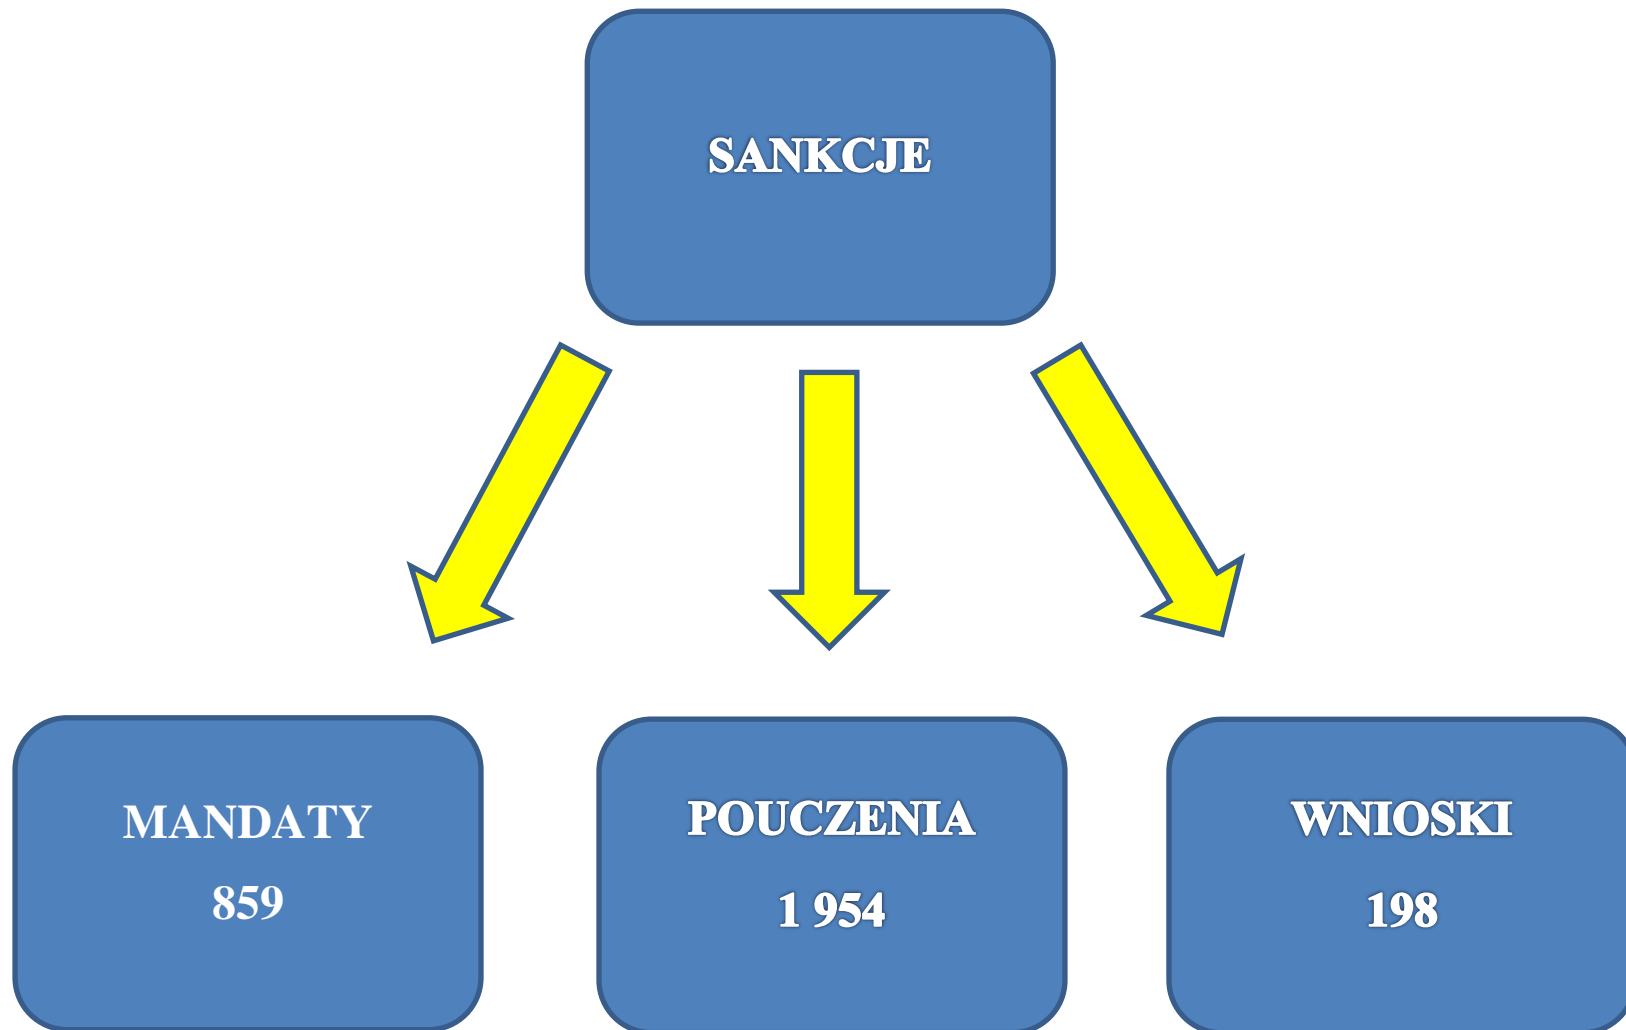 SANKCJE
MANDATY
859
POUCZENIA
1 954
WNIOSKI
198